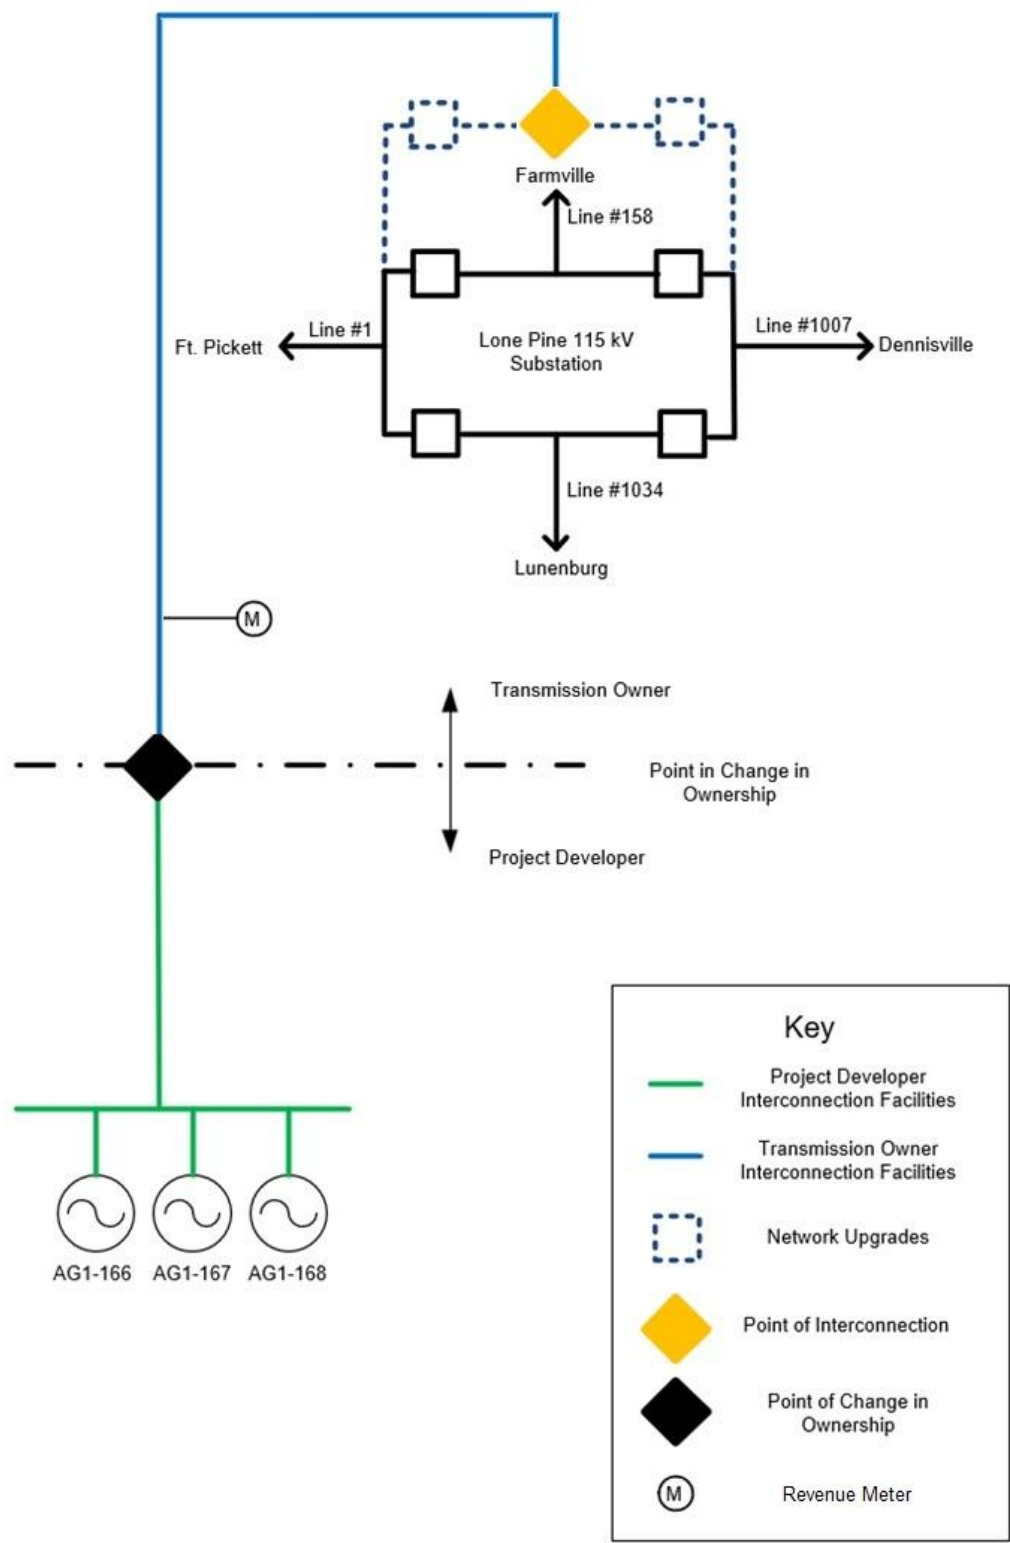 Farmville
Line #158
Line #1
Ft. Pickett
Lone Pine 115 kV
Substation
Line #1007
Dennisville
Line #1034
Lunenburg
M
Transmission Owner
Point in Change in
Ownership
Project Developer
AG1-166
AG1-167
AG1-168
Key
Project Developer
Interconnection Facilities
Transmission Owner
Interconnection Facilities
Network Upgrades
Point of Interconnection
Point of Change in
Ownership
M
Revenue Meter